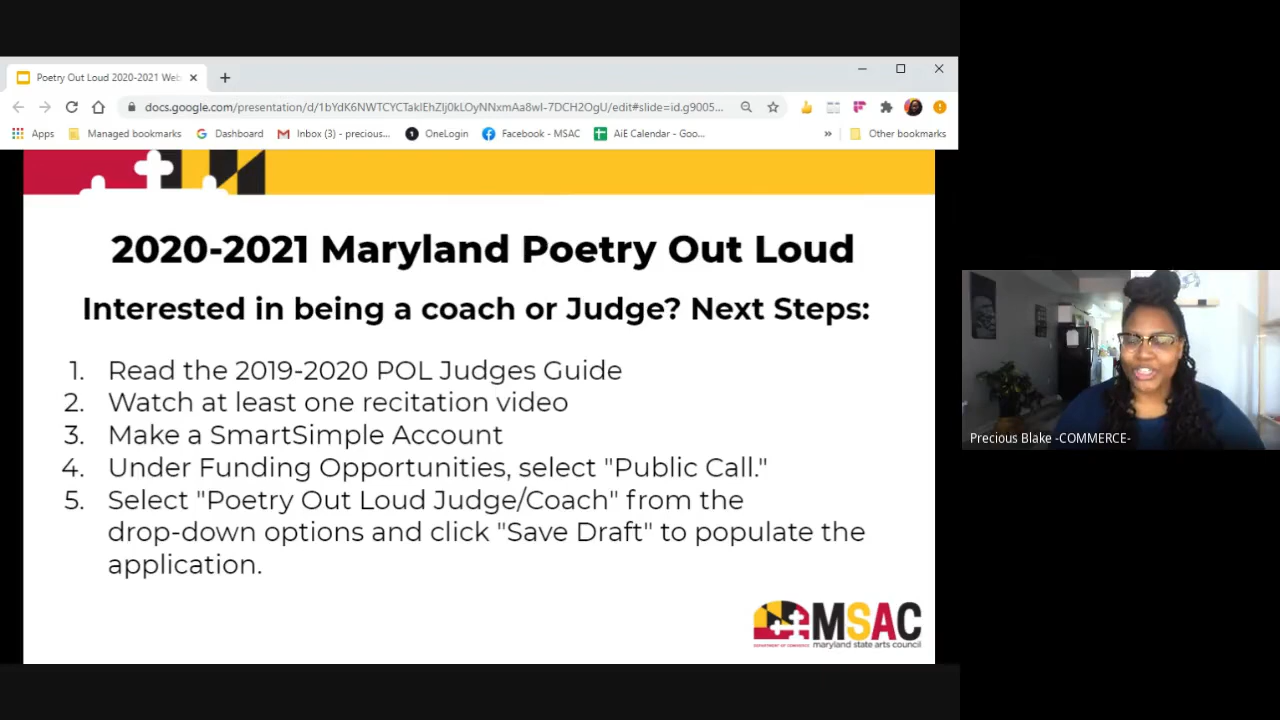 Poetry Out Loud 2020-2021 Web
docs.google.com/presentation/d/1bYdK6NWTCYCTaklEhZlj0kLOyNNxmAa8wI-7DCH2OgU/edit#slide=id.g9005...
Apps Managed bookmarks Dashboard Inbox (3) - precious... OneLogin Facebook - MSAC AiE Calendar - Goo... » Other bookmarks
2020-2021 Maryland Poetry Out Loud
Interested in being a coach or Judge? Next Steps:
1. Read the 2019-2020 POL Judges Guide
2. Watch at least one recitation video
3. Make a SmartSimple Account
4. Under Funding Opportunities, select "Public Call."
5. Select "Poetry Out Loud Judge/Coach" from the
drop-down options and click "Save Draft" to populate the
application.
MSAC
DEPARTMENT OF COMMERCE maryland state arts council
Precious Blake -COMMERCE-